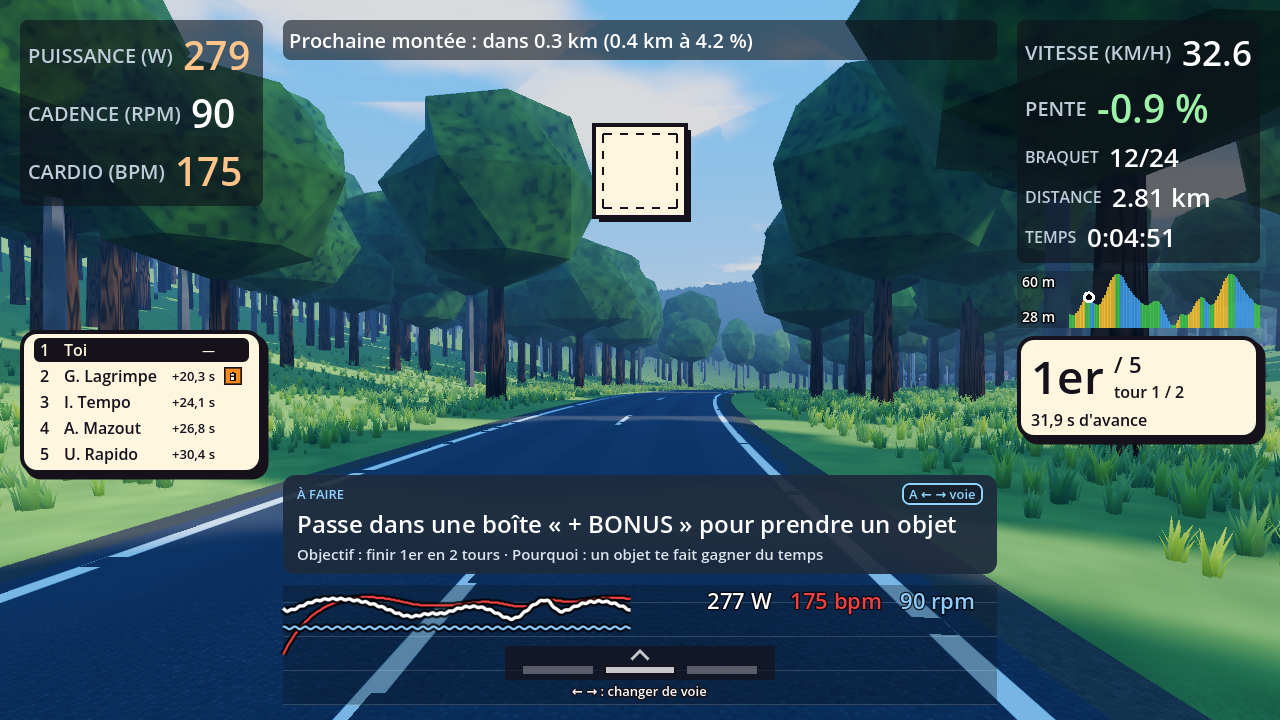 PUISSANCE (W) 279
CADENCE (RPM) 90
CARDIO (BPM) 175
Prochaine montée : dans 0.3 km (0.4 km à 4.2 %)
VITESSE (KM/H) 32.6
PENTE -0.9 %
BRAQUET 12/24
DISTANCE 2.81 km
TEMPS 0:04:51
60 m
28 m
1 Toi —
2 G. Lagrimpe +20,3 s
3 I. Tempo +24,1 s
4 A. Mazout +26,8 s
5 U. Rapido +30,4 s
1er / 5
tour 1 / 2
31,9 s d'avance
À FAIRE
A ← → voie
Passe dans une boîte « + BONUS » pour prendre un objet
Objectif : finir 1er en 2 tours · Pourquoi : un objet te fait gagner du temps
277 W 175 bpm 90 rpm
← → : changer de voie